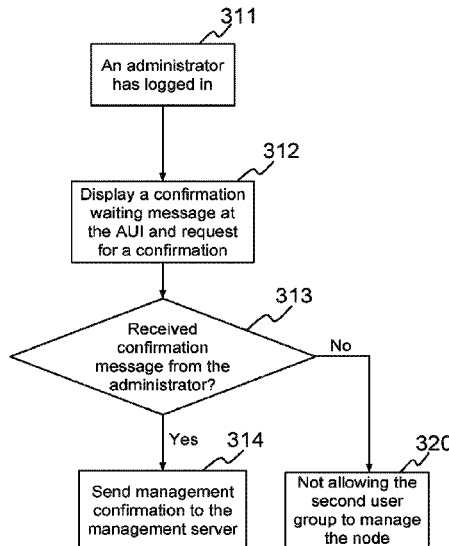 311
An administrator
has logged in
312
Display a confirmation
waiting message at
the AUI and request
for a confirmation
313
Received
confirmation
message from the
administrator?
No
Yes
314
Send management
confirmation to the
management server
320
Not allowing the
second user
group to manage
the node